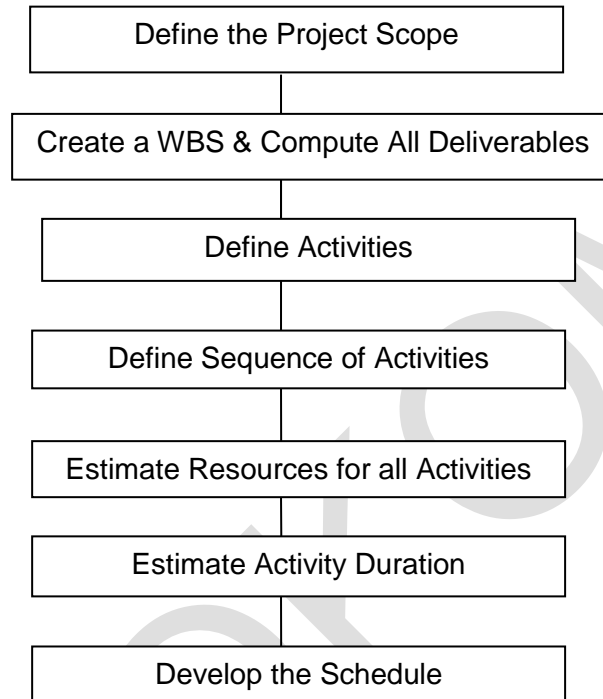 Define the Project Scope
Create a WBS & Compute All Deliverables
Define Activities
Define Sequence of Activities
Estimate Resources for all Activities
Estimate Activity Duration
Develop the Schedule